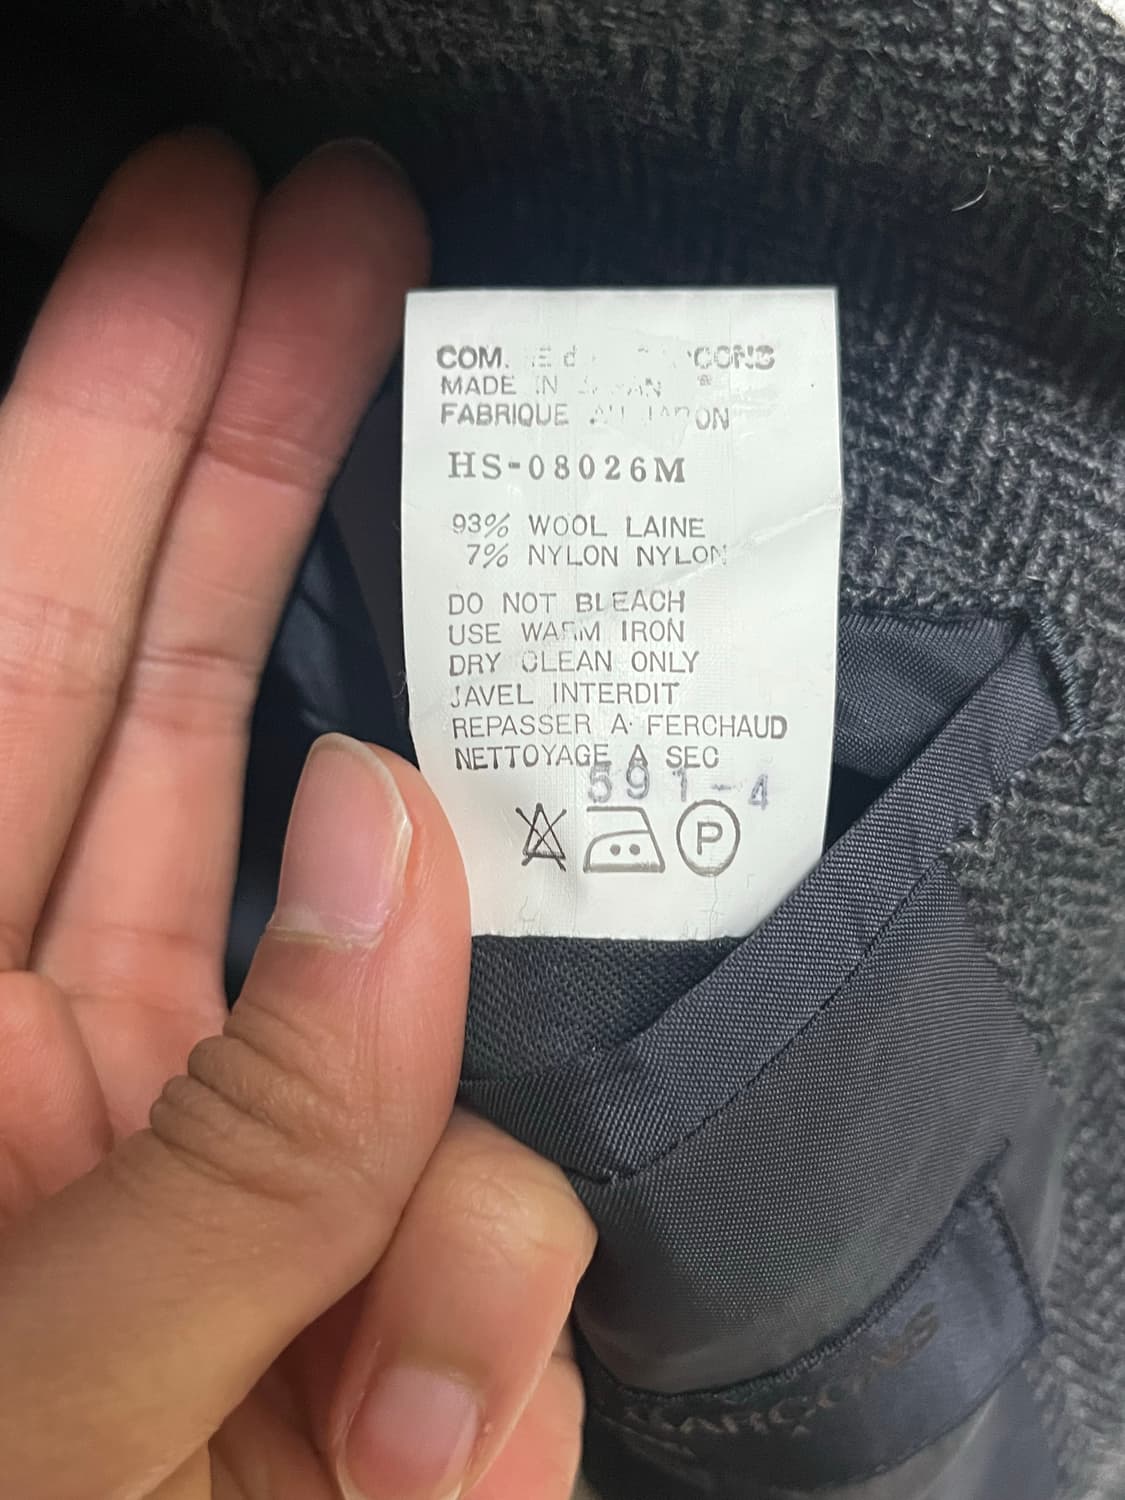 COM.
MADE IN
FABRIQUE
HS-08026M
93% WOOL LAINE
7% NYLON NYLON
DO NOT BLEACH
USE WARM IRON
DRY CLEAN ONLY
JAVEL INTERDIT
REPASSER A FERCHAUD
NETTOYAGE A SEC
591-4
P
GARÇONS